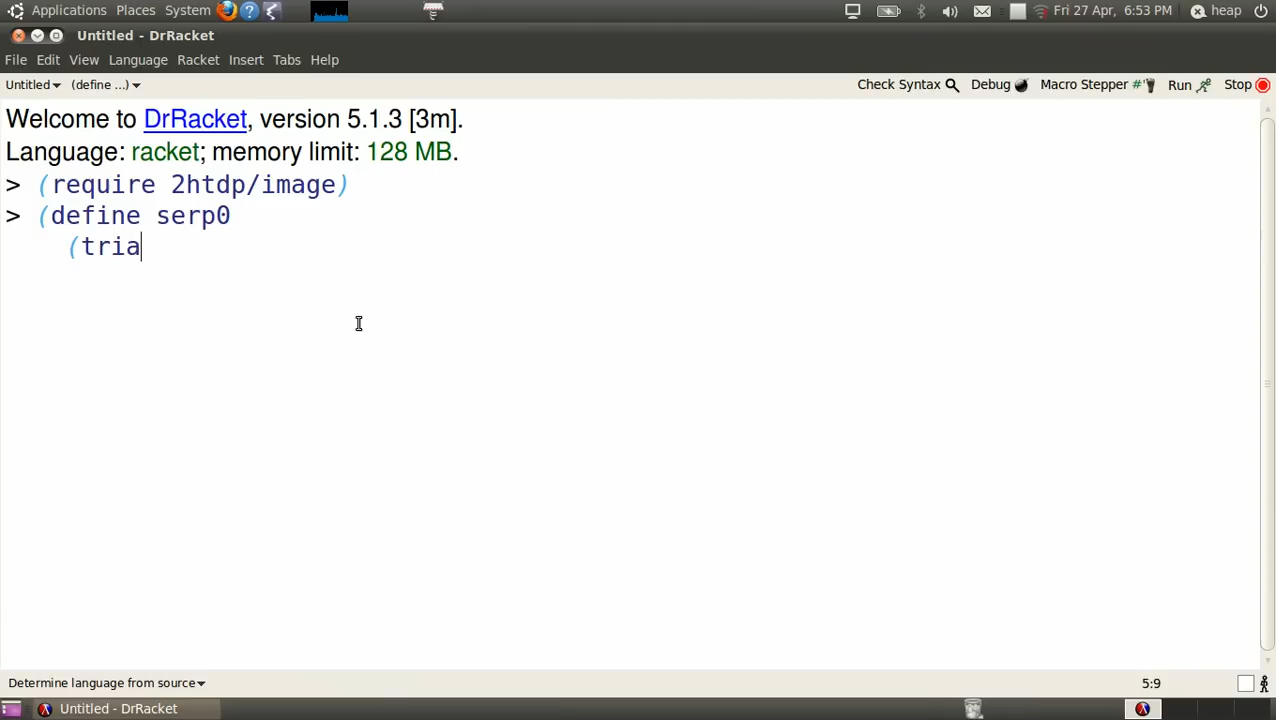 Applications Places System Fri 27 Apr, 6:53 PM heap
Untitled - DrRacket
File Edit View Language Racket Insert Tabs Help
Untitled (define ...) Check Syntax Debug Macro Stepper #' Run Stop
Welcome to DrRacket, version 5.1.3 [3m].
Language: racket; memory limit: 128 MB.
> (require 2htdp/image)
> (define serp0
(tria
Determine language from source 5:9
Untitled - DrRacket